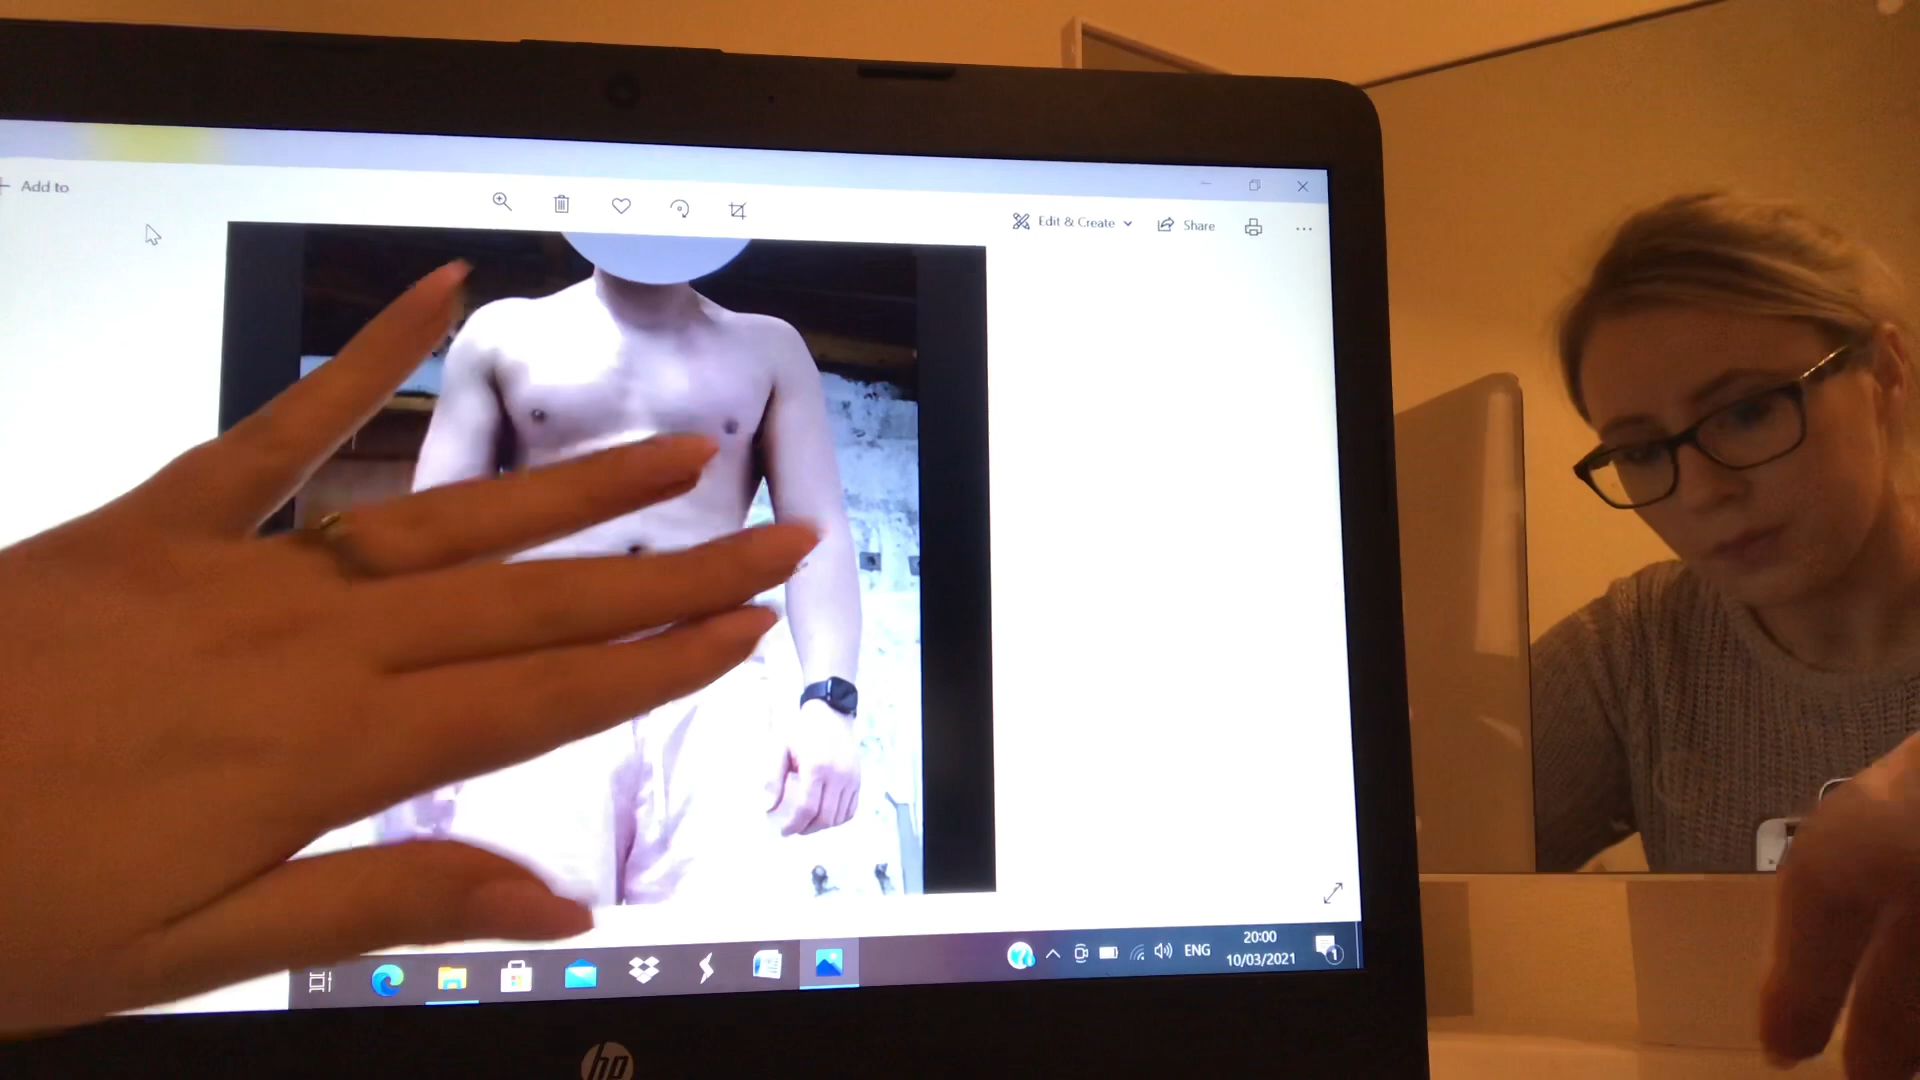 Add to
Edit & Create
Share
ENG
20:00
10/03/2021
1
hp